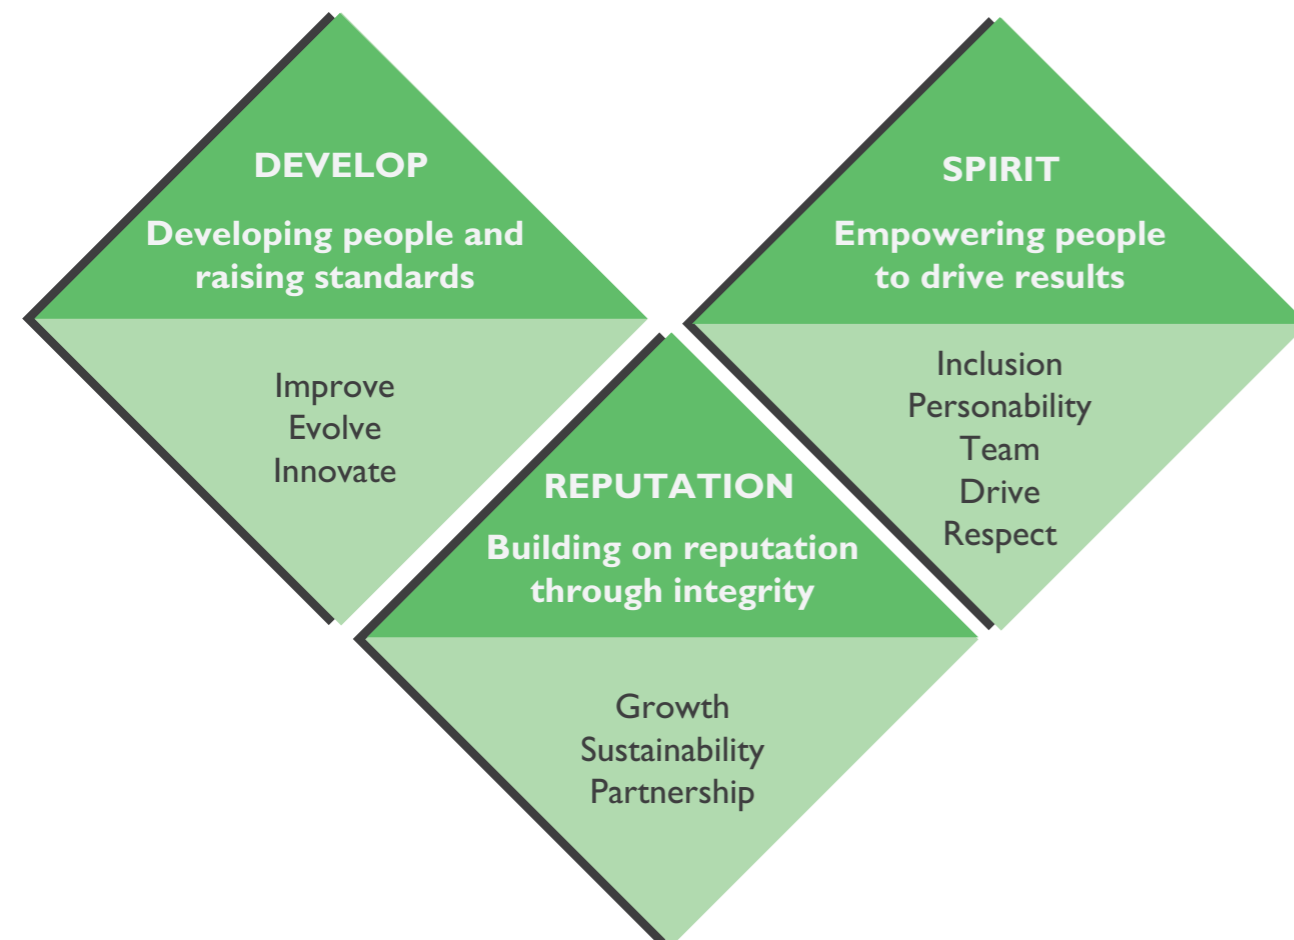 DEVELOP
Developing people and
raising standards
Improve
Evolve
Innovate
REPUTATION
Building on reputation
through integrity
Growth
Sustainability
Partnership
SPIRIT
Empowering people
to drive results
Inclusion
Personability
Team
Drive
Respect